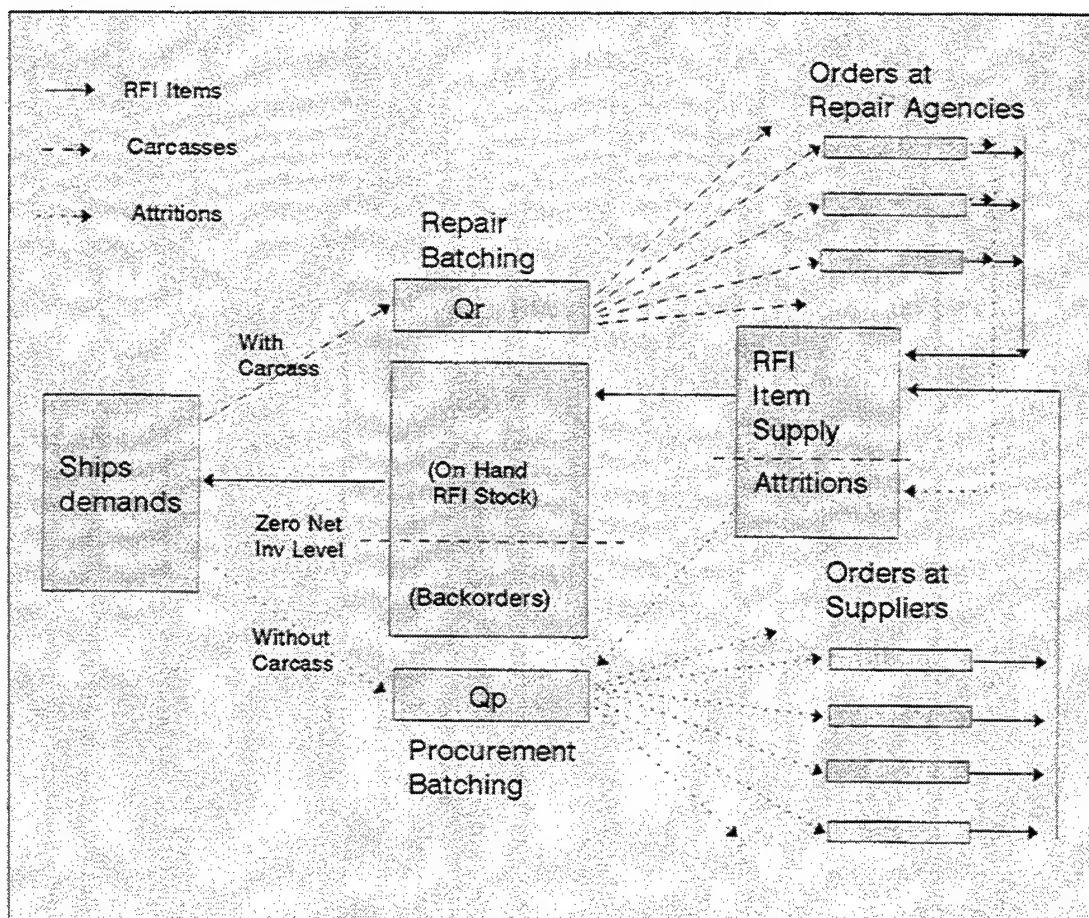 RFI Items
Carcasses
Attritions
Orders at
Repair Agencies
Repair
Batching
Qr
With
Carcass
RFI
Item
Supply
Attritions
Ships
demands
(On Hand
RFI Stock)
Zero Net
Inv Level
(Backorders)
Orders at
Suppliers
Without
Carcass
Qp
Procurement
Batching